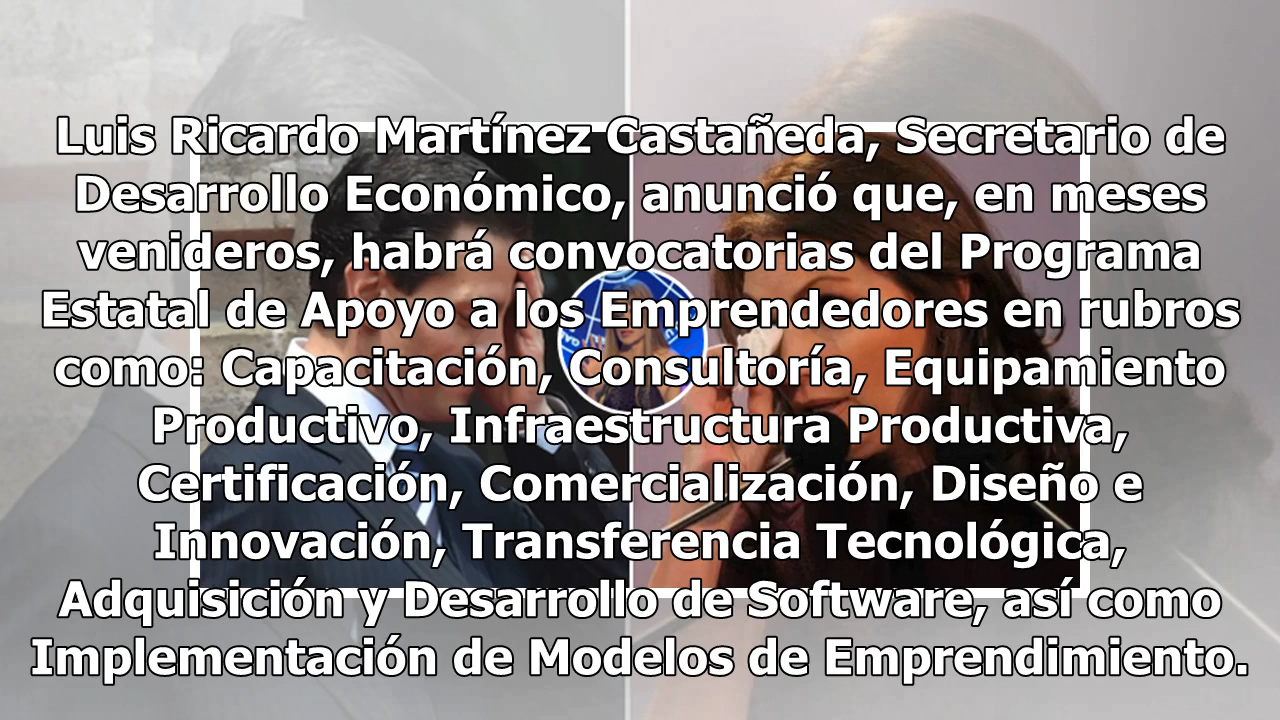 Luis Ricardo Martínez Castañeda, Secretario de
Desarrollo Económico, anunció que, en meses
venideros, habrá convocatorias del Programa
Estatal de Apoyo a los Emprendedores en rubros
como: Capacitación, Consultoría, Equipamiento
Productivo, Infraestructura Productiva,
Certificación, Comercialización, Diseño e
Innovación, Transferencia Tecnológica,
Adquisición y Desarrollo de Software, así como
Implementación de Modelos de Emprendimiento.